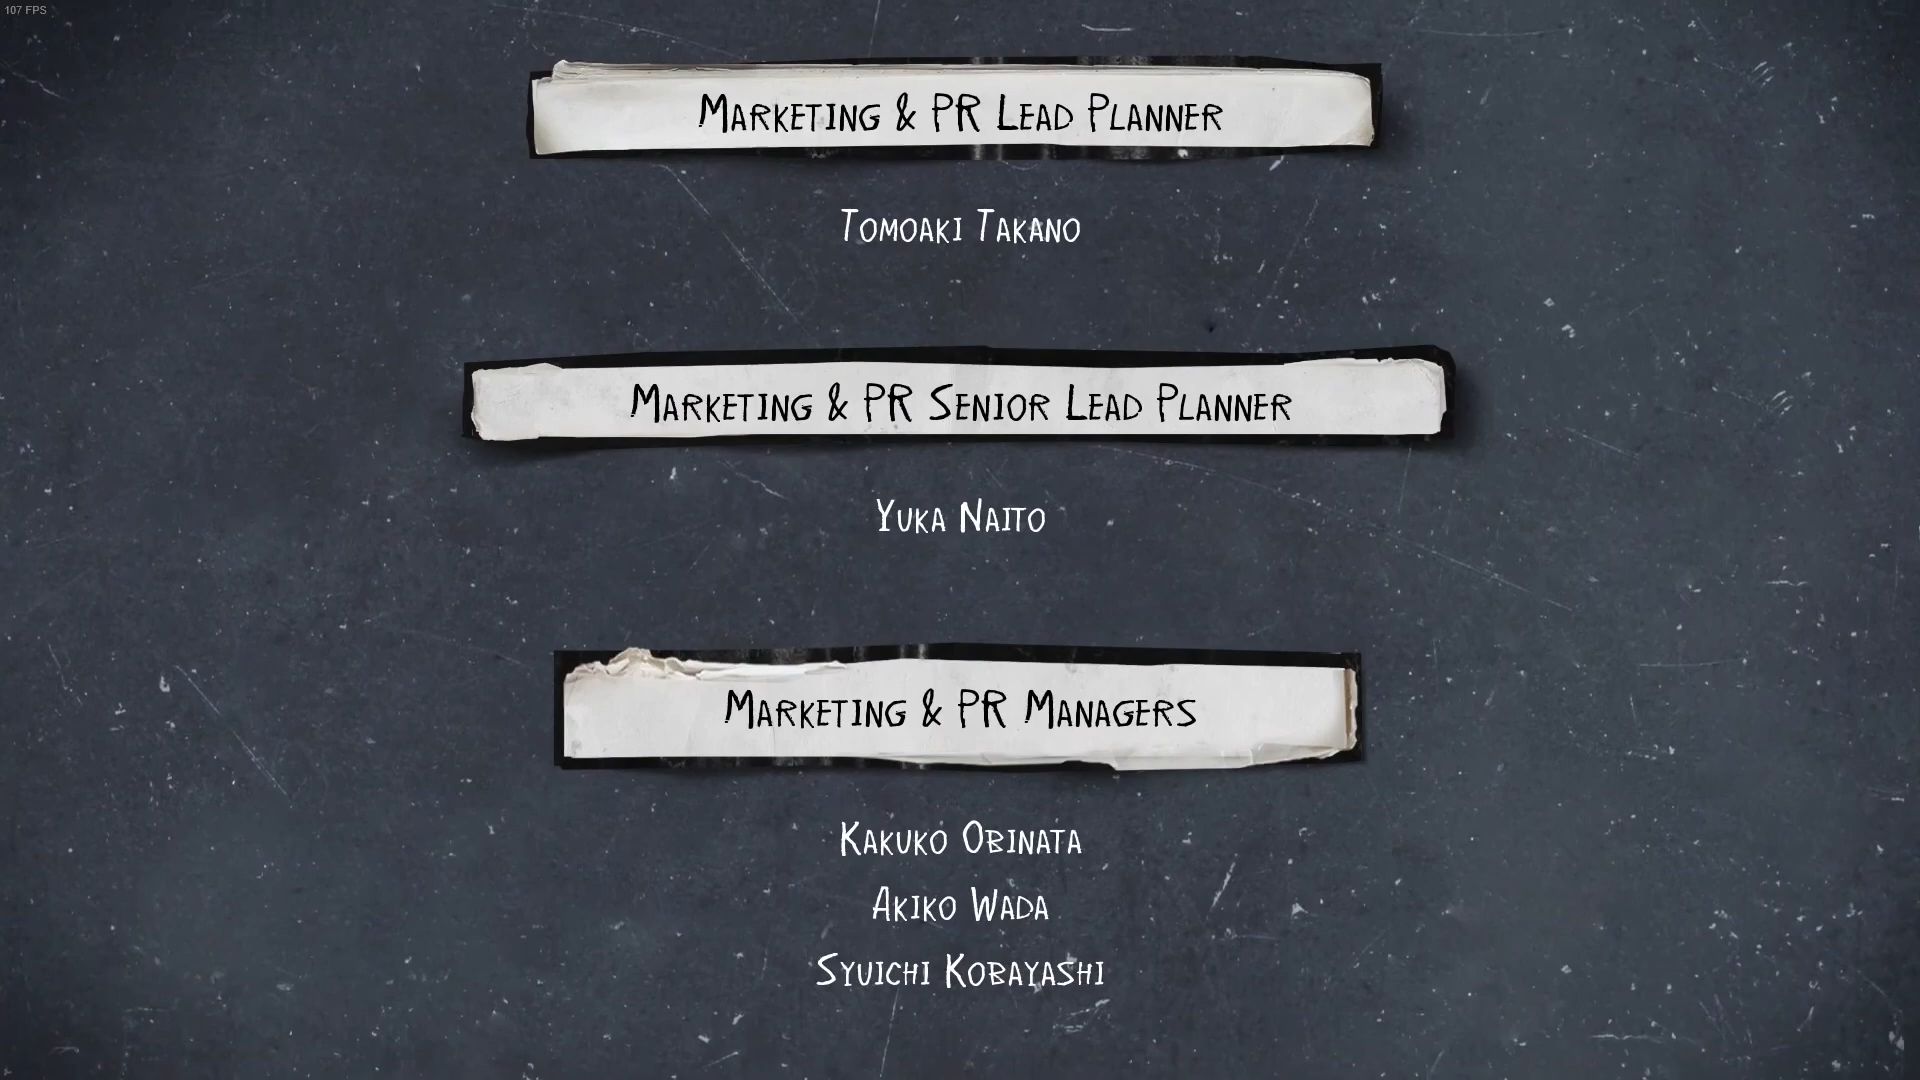 107 FPS
Marketing & PR Lead Planner
Tomoaki Takano
Marketing & PR Senior Lead Planner
Yuka Naito
Marketing & PR Managers
Kakuko Obinata
Akiko Wada
Syuichi Kobayashi